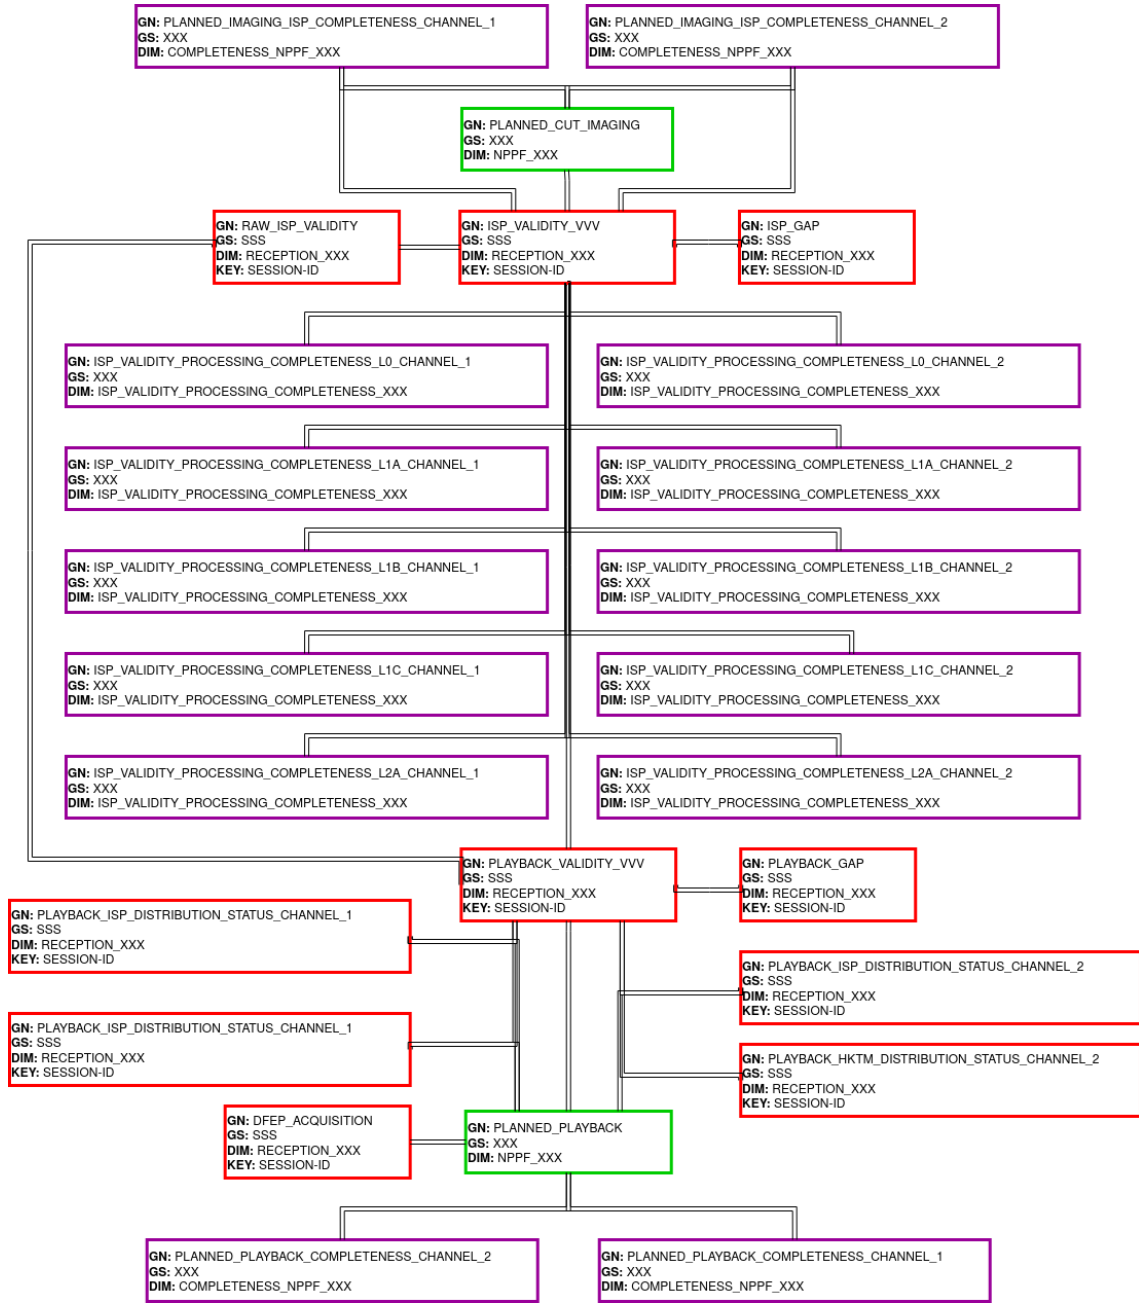 GN: PLANNED_IMAGING_ISP_COMPLETENESS_CHANNEL_1
GS: XXX
DIM: COMPLETENESS_NPPF_XXX
GN: PLANNED_IMAGING_ISP_COMPLETENESS_CHANNEL_2
GS: XXX
DIM: COMPLETENESS_NPPF_XXX
GN: PLANNED_CUT_IMAGING
GS: XXX
DIM: NPPF_XXX
GN: RAW_ISP_VALIDITY
GS: SSS
DIM: RECEPTION_XXX
KEY: SESSION-ID
GN: ISP_VALIDITY_VVV
GS: SSS
DIM: RECEPTION_XXX
KEY: SESSION-ID
GN: ISP_GAP
GS: SSS
DIM: RECEPTION_XXX
KEY: SESSION-ID
GN: ISP_VALIDITY_PROCESSING_COMPLETENESS_L0_CHANNEL_1
GS: XXX
DIM: ISP_VALIDITY_PROCESSING_COMPLETENESS_XXX
GN: ISP_VALIDITY_PROCESSING_COMPLETENESS_L0_CHANNEL_2
GS: XXX
DIM: ISP_VALIDITY_PROCESSING_COMPLETENESS_XXX
GN: ISP_VALIDITY_PROCESSING_COMPLETENESS_L1A_CHANNEL_1
GS: XXX
DIM: ISP_VALIDITY_PROCESSING_COMPLETENESS_XXX
GN: ISP_VALIDITY_PROCESSING_COMPLETENESS_L1A_CHANNEL_2
GS: XXX
DIM: ISP_VALIDITY_PROCESSING_COMPLETENESS_XXX
GN: ISP_VALIDITY_PROCESSING_COMPLETENESS_L1B_CHANNEL_1
GS: XXX
DIM: ISP_VALIDITY_PROCESSING_COMPLETENESS_XXX
GN: ISP_VALIDITY_PROCESSING_COMPLETENESS_L1B_CHANNEL_2
GS: XXX
DIM: ISP_VALIDITY_PROCESSING_COMPLETENESS_XXX
GN: ISP_VALIDITY_PROCESSING_COMPLETENESS_L1C_CHANNEL_1
GS: XXX
DIM: ISP_VALIDITY_PROCESSING_COMPLETENESS_XXX
GN: ISP_VALIDITY_PROCESSING_COMPLETENESS_L1C_CHANNEL_2
GS: XXX
DIM: ISP_VALIDITY_PROCESSING_COMPLETENESS_XXX
GN: ISP_VALIDITY_PROCESSING_COMPLETENESS_L2A_CHANNEL_1
GS: XXX
DIM: ISP_VALIDITY_PROCESSING_COMPLETENESS_XXX
GN: ISP_VALIDITY_PROCESSING_COMPLETENESS_L2A_CHANNEL_2
GS: XXX
DIM: ISP_VALIDITY_PROCESSING_COMPLETENESS_XXX
GN: PLAYBACK_VALIDITY_VVV
GS: SSS
DIM: RECEPTION_XXX
KEY: SESSION-ID
GN: PLAYBACK_GAP
GS: SSS
DIM: RECEPTION_XXX
KEY: SESSION-ID
GN: PLAYBACK_ISP_DISTRIBUTION_STATUS_CHANNEL_1
GS: SSS
DIM: RECEPTION_XXX
KEY: SESSION-ID
GN: PLAYBACK_ISP_DISTRIBUTION_STATUS_CHANNEL_2
GS: SSS
DIM: RECEPTION_XXX
KEY: SESSION-ID
GN: PLAYBACK_ISP_DISTRIBUTION_STATUS_CHANNEL_1
GS: SSS
DIM: RECEPTION_XXX
KEY: SESSION-ID
GN: PLAYBACK_HKTM_DISTRIBUTION_STATUS_CHANNEL_2
GS: SSS
DIM: RECEPTION_XXX
KEY: SESSION-ID
GN: DFEP_ACQUISITION
GS: SSS
DIM: RECEPTION_XXX
KEY: SESSION-ID
GN: PLANNED_PLAYBACK
GS: XXX
DIM: NPPF_XXX
GN: PLANNED_PLAYBACK_COMPLETENESS_CHANNEL_2
GS: XXX
DIM: COMPLETENESS_NPPF_XXX
GN: PLANNED_PLAYBACK_COMPLETENESS_CHANNEL_1
GS: XXX
DIM: COMPLETENESS_NPPF_XXX